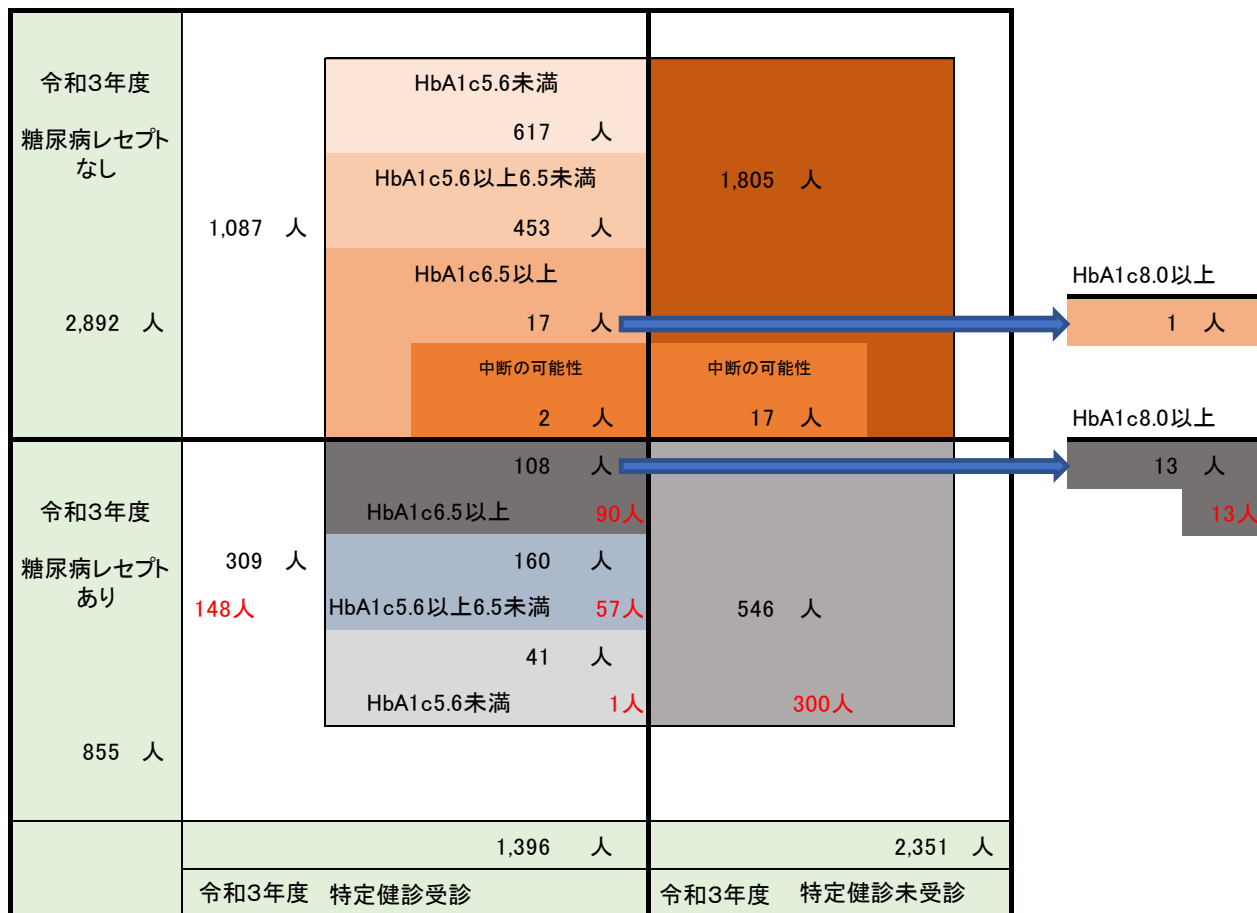 令和3年度
糖尿病レセプト
なし
2,892 人
1,087 人
HbA1c5.6未満
617 人
HbA1c5.6以上6.5未満
453 人
HbA1c6.5以上
17 人
中断の可能性
2 人
1,805 人
中断の可能性
17 人
HbA1c8.0以上
1 人
令和3年度
糖尿病レセプト
あり
855 人
309 人
148人
108 人
HbA1c6.5以上 90人
160 人
HbA1c5.6以上6.5未満 57人
41 人
HbA1c5.6未満 1人
546 人
300人
HbA1c8.0以上
13 人
13人
1,396 人
2,351 人
令和3年度 特定健診受診
令和3年度 特定健診未受診